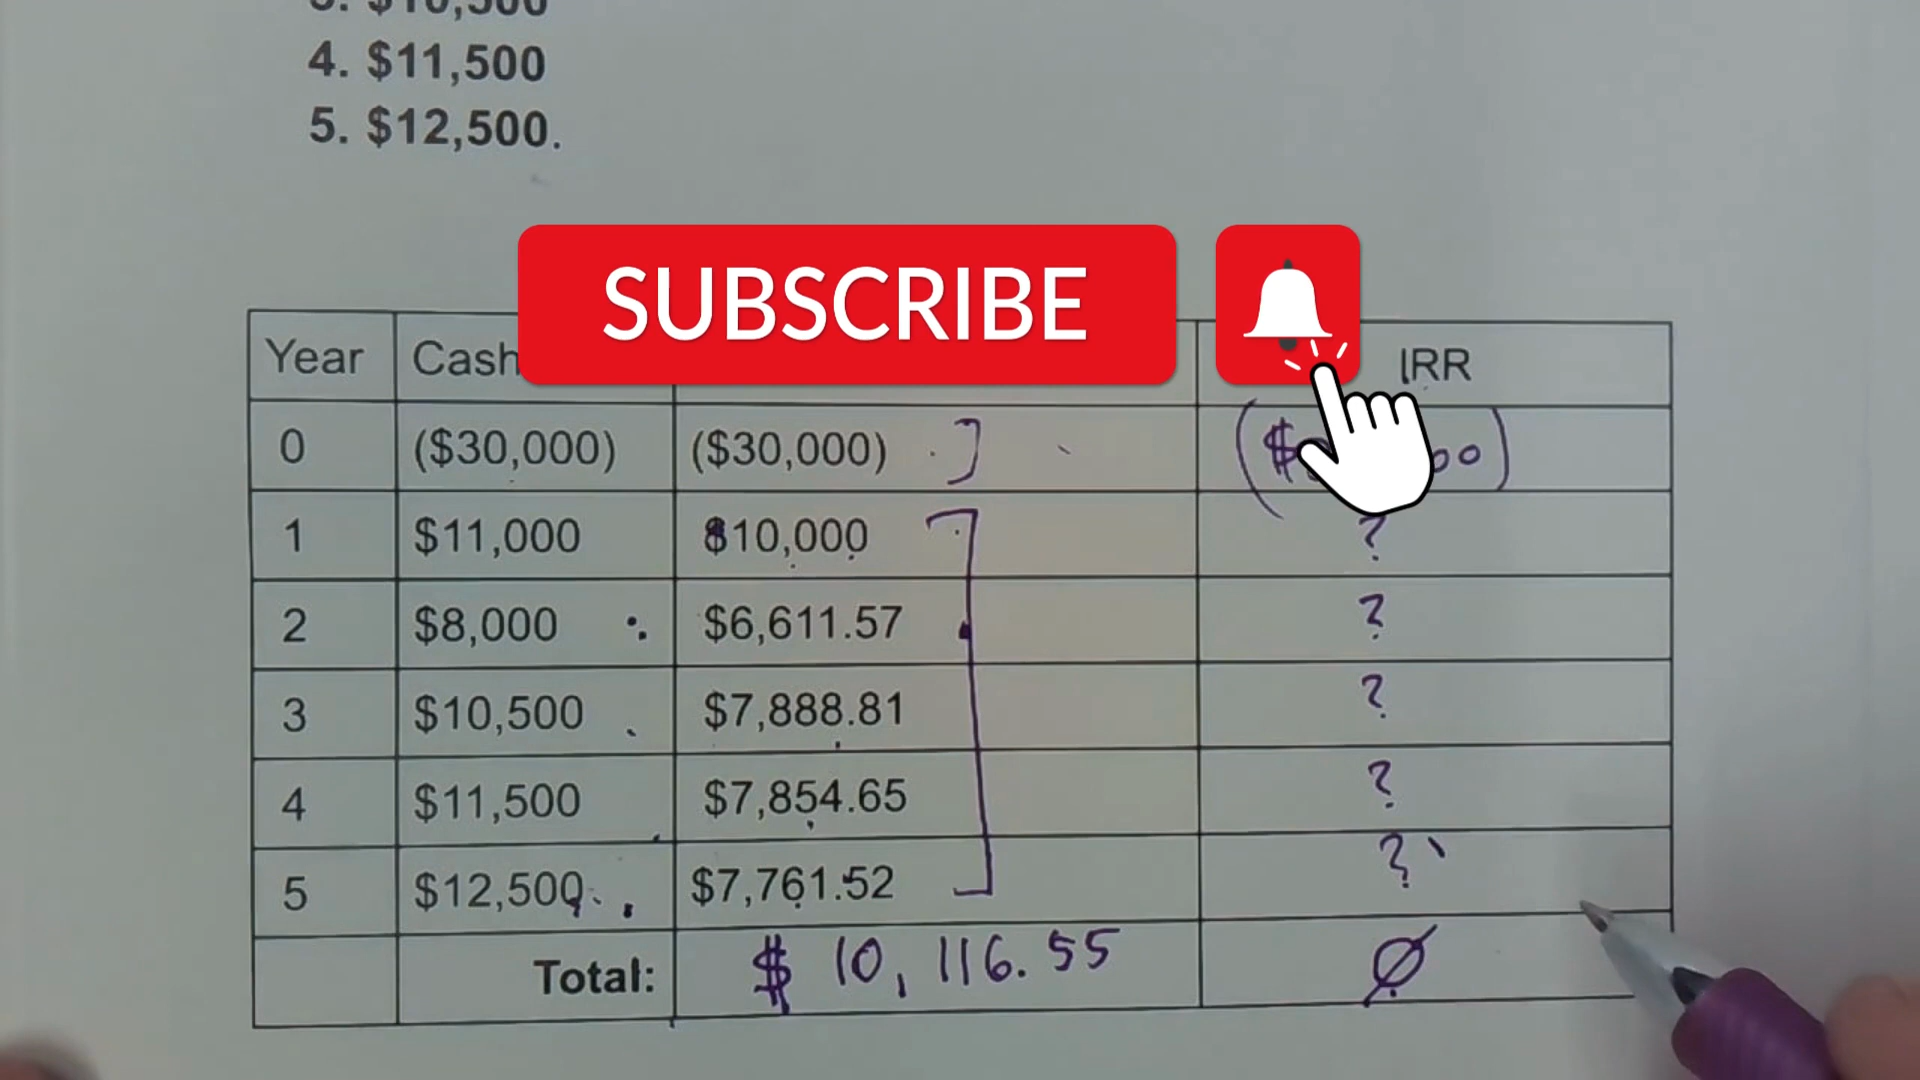 4. $11,500
5. $12,500.
SUBSCRIBE
Year Cash IRR
0 ($30,000) ($30,000)
1 $11,000 $10,000 ?
2 $8,000 $6,611.57 ?
3 $10,500 $7,888.81 ?
4 $11,500 $7,854.65 ?
5 $12,500 $7,761.52 ?
Total: $10,116.55 Ø